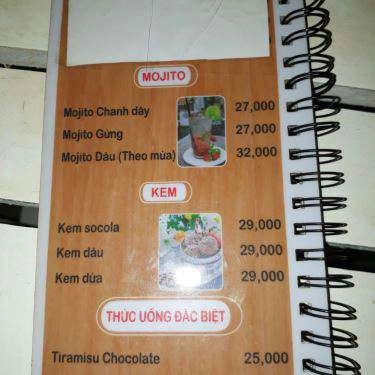 MOJITO
Mojito Chanh dây 27,000
Mojito Gừng 27,000
Mojito Dâu (Theo mùa) 32,000
KEM
Kem socola 29,000
Kem dâu 29,000
Kem dừa 29,000
THỨC UỐNG ĐẶC BIỆT
Tiramisu Chocolate 25,000